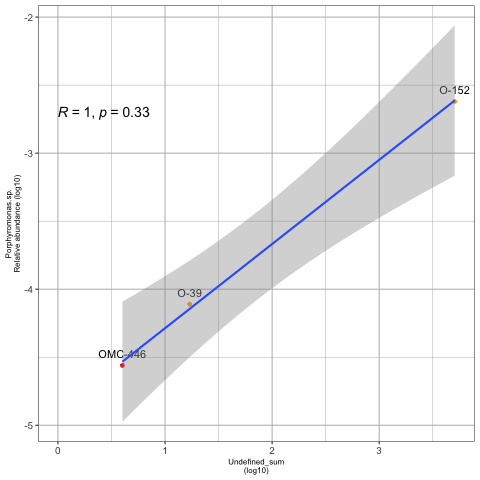 -2
O-152
R = 1, p = 0.33
-3
Porphyromonas.sp.
Relative abundance (log10)
O-39
-4
OMC-446
-5
0 1 2 3
Undefined_sum
(log10)